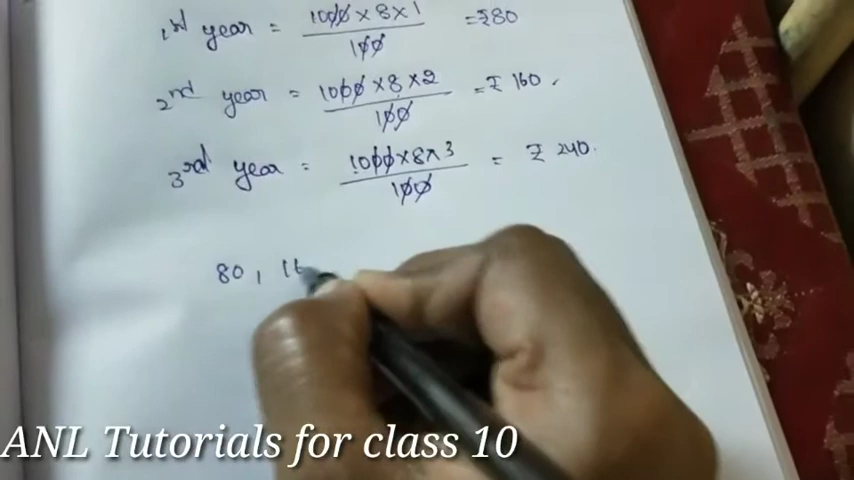 1st year = 1000 × 8 × 1 / 100 = ₹80
2nd year = 1000 × 8 × 2 / 100 = ₹ 160.
3rd year = 1000 × 8 × 3 / 100 = ₹ 240.
80, 16
ANL Tutorials for class 10